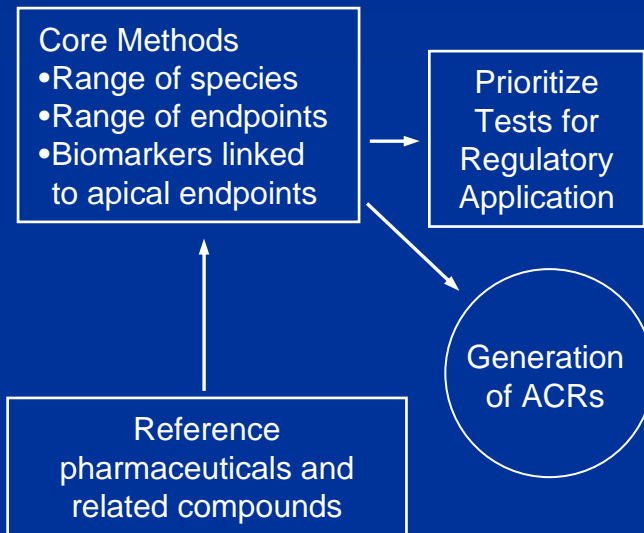 Core Methods
•Range of species
•Range of endpoints
•Biomarkers linked
to apical endpoints
Prioritize
Tests for
Regulatory
Application
Generation
of ACRs
Reference
pharmaceuticals and
related compounds